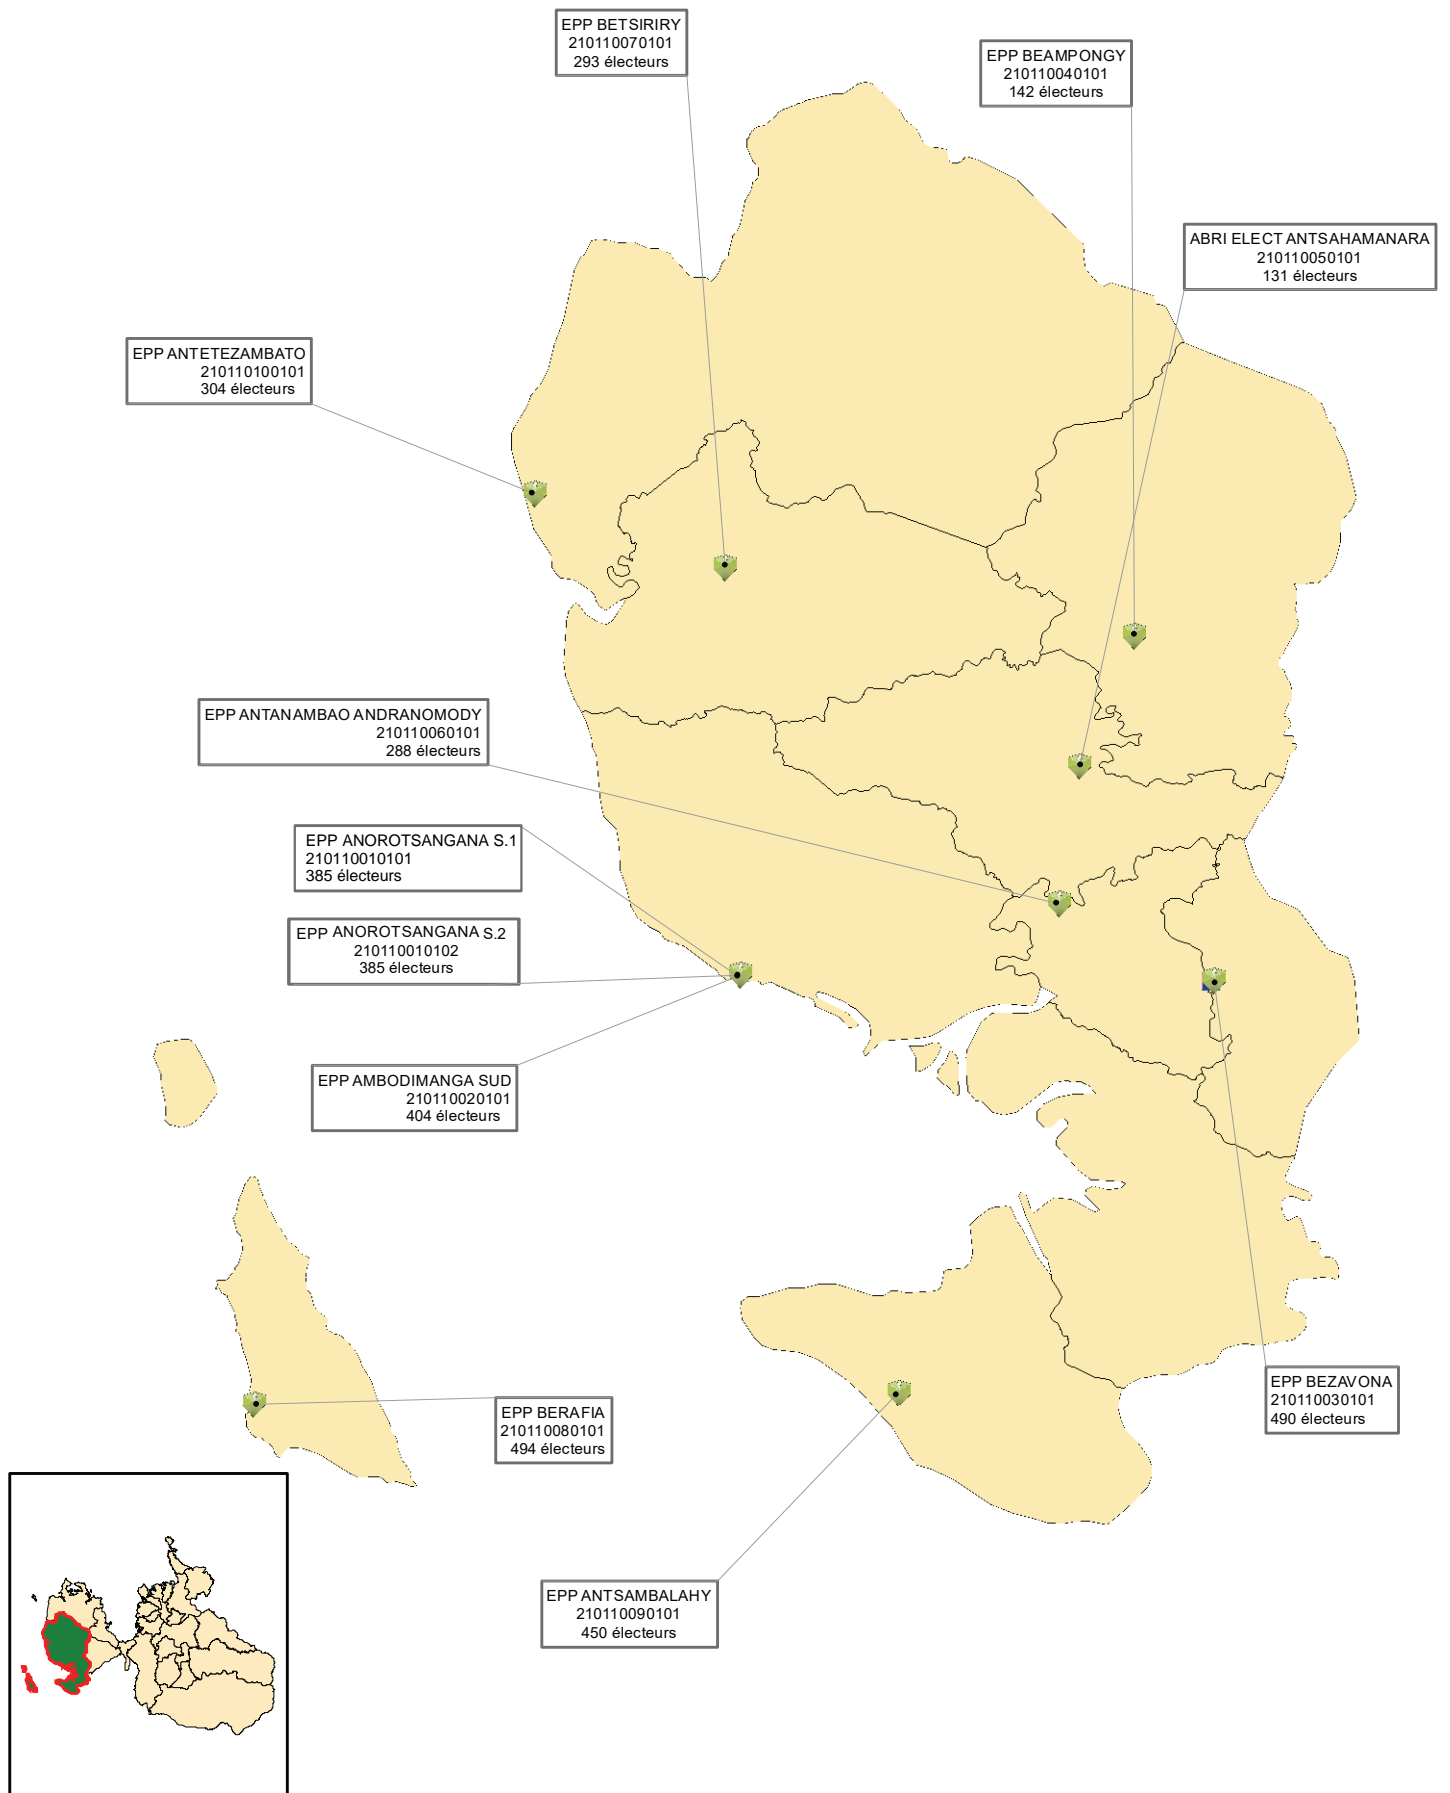 EPP BETSIRIRY
210110070101
293 électeurs
EPP BEAMPONGY
210110040101
142 électeurs
ABRI ELECT ANTSAHAMANARA
210110050101
131 électeurs
EPP ANTETEZAMBATO
210110100101
304 électeurs
EPP ANTANAMBAO ANDRANOMODY
210110060101
288 électeurs
EPP ANOROTSANGANA S.1
210110010101
385 électeurs
EPP ANOROTSANGANA S.2
210110010102
385 électeurs
EPP AMBODIMANGA SUD
210110020101
404 électeurs
EPP BEZAVONA
210110030101
490 électeurs
EPP BERAFIA
210110080101
494 électeurs
EPP ANTSAMBALAHY
210110090101
450 électeurs